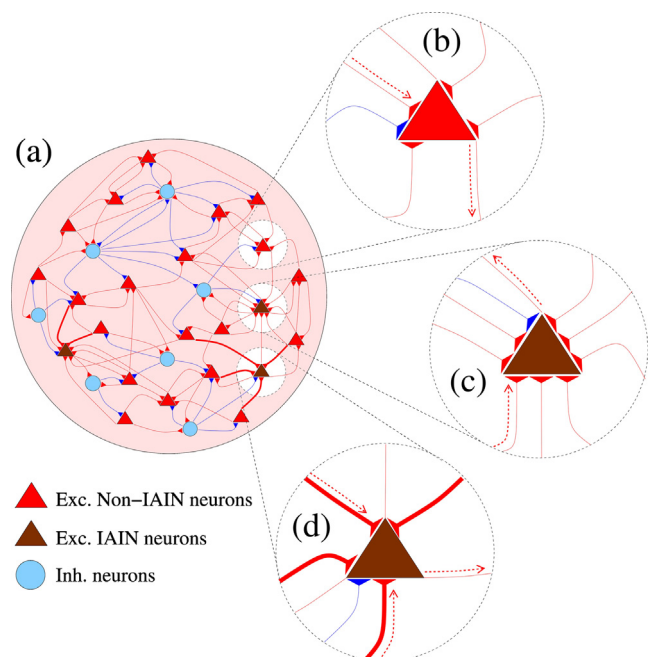 (b)
(a)
(c)
(d)
Exc. Non−IAIN neurons
Exc. IAIN neurons
Inh. neurons